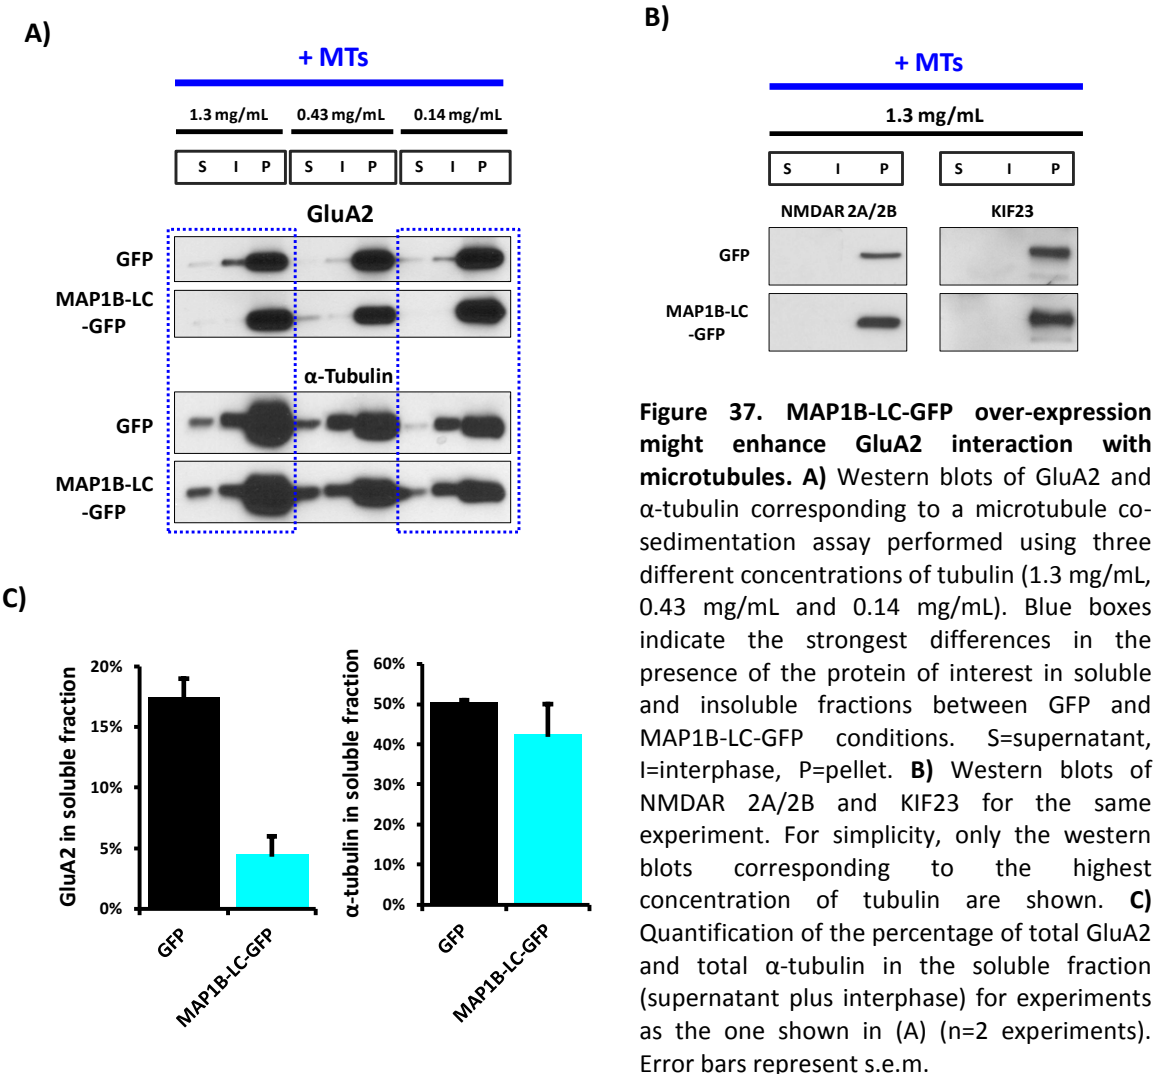 A)
+ MTs
1.3 mg/mL 0.43 mg/mL 0.14 mg/mL
S I P S I P S I P
GluA2
GFP
MAP1B-LC
-GFP
α-Tubulin
GFP
MAP1B-LC
-GFP
B)
+ MTs
1.3 mg/mL
S I P S I P
NMDAR 2A/2B KIF23
GFP
MAP1B-LC
-GFP
C)
GluA2 in soluble fraction
20%
15%
10%
5%
0%
GFP
MAP1B-LC-GFP
α-tubulin in soluble fraction
60%
50%
40%
30%
20%
10%
0%
GFP
MAP1B-LC-GFP
Figure 37. MAP1B-LC-GFP over-expression
might enhance GluA2 interaction with
microtubules. A) Western blots of GluA2 and
α-tubulin corresponding to a microtubule co-
sedimentation assay performed using three
different concentrations of tubulin (1.3 mg/mL,
0.43 mg/mL and 0.14 mg/mL). Blue boxes
indicate the strongest differences in the
presence of the protein of interest in soluble
and insoluble fractions between GFP and
MAP1B-LC-GFP conditions. S=supernatant,
I=interphase, P=pellet. B) Western blots of
NMDAR 2A/2B and KIF23 for the same
experiment. For simplicity, only the western
blots corresponding to the highest
concentration of tubulin are shown. C)
Quantification of the percentage of total GluA2
and total α-tubulin in the soluble fraction
(supernatant plus interphase) for experiments
as the one shown in (A) (n=2 experiments).
Error bars represent s.e.m.